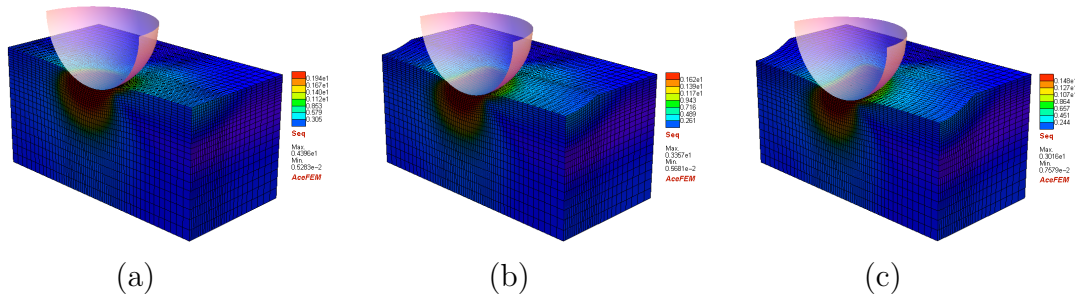 0.194e1
0.167e1
0.140e1
0.112e1
0.853
0.579
0.305
Seq
Max.
0.4396e1
Min.
0.5283e-2
AceFEM
(a)
0.162e1
0.139e1
0.117e1
0.943
0.716
0.489
0.261
Seq
Max.
0.3357e1
Min.
0.9681e-2
AceFEM
(b)
0.148e1
0.127e1
0.107e1
0.864
0.657
0.451
0.244
Seq
Max.
0.3016e1
Min.
0.7579e-2
AceFEM
(c)